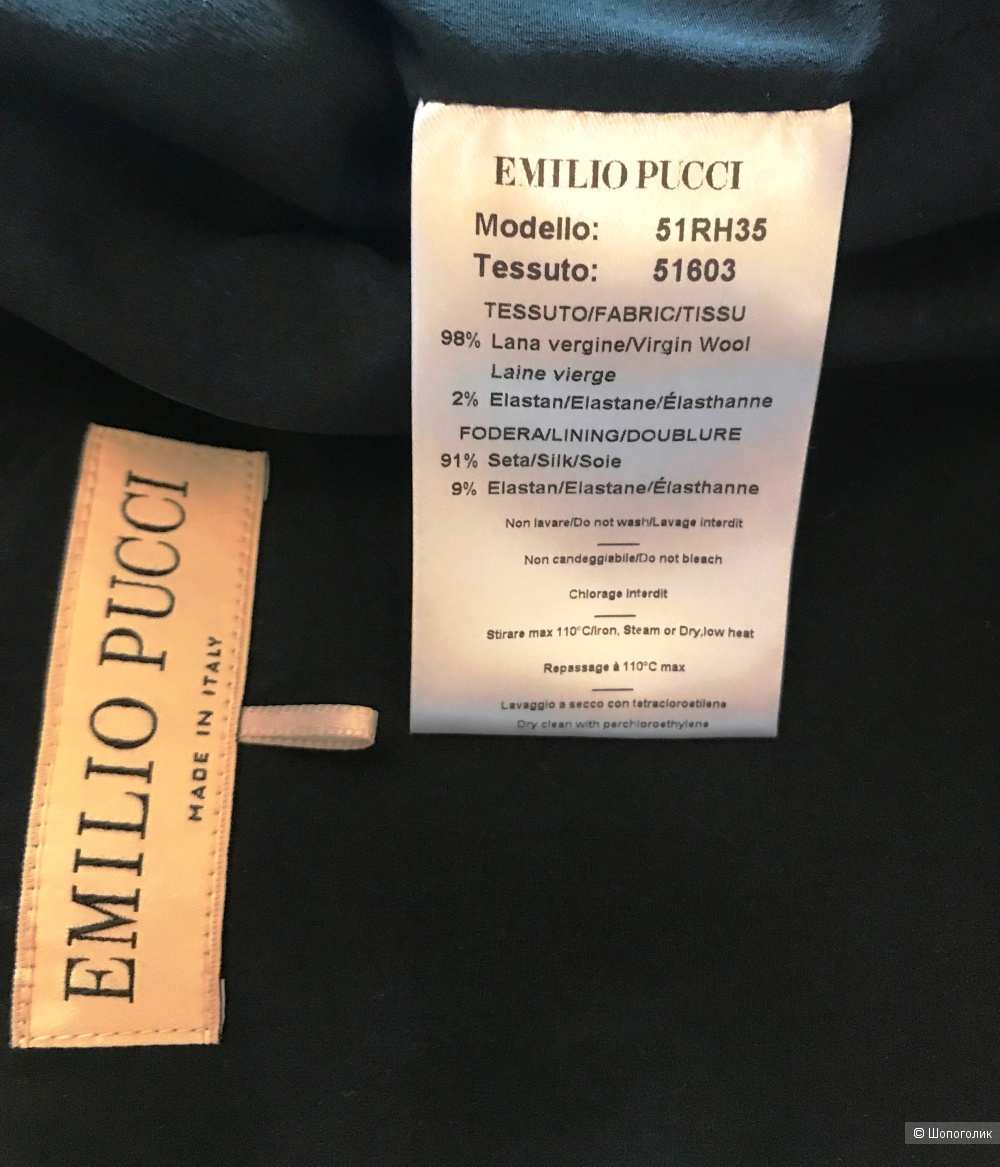 EMILIO PUCCI
Modello: 51RH35
Tessuto: 51603
TESSUTO/FABRIC/TISSU
98% Lana vergine/Virgin Wool
Laine vierge
2% Elastan/Elastane/Élasthanne
FODERA/LINING/DOUBLURE
91% Seta/Silk/Soie
9% Elastan/Elastane/Élasthanne
Non lavare/Do not wash/Lavage interdit
Non candeggiabile/Do not bleach
Chlorage interdit
Stirare max 110°C/Iron, Steam or Dry,low heat
Repassage à 110°C max
Lavaggio a secco con tetracloroetilene
Dry clean with perchloroethylene
EMILIO PUCCI
MADE IN ITALY
© Шопоголик